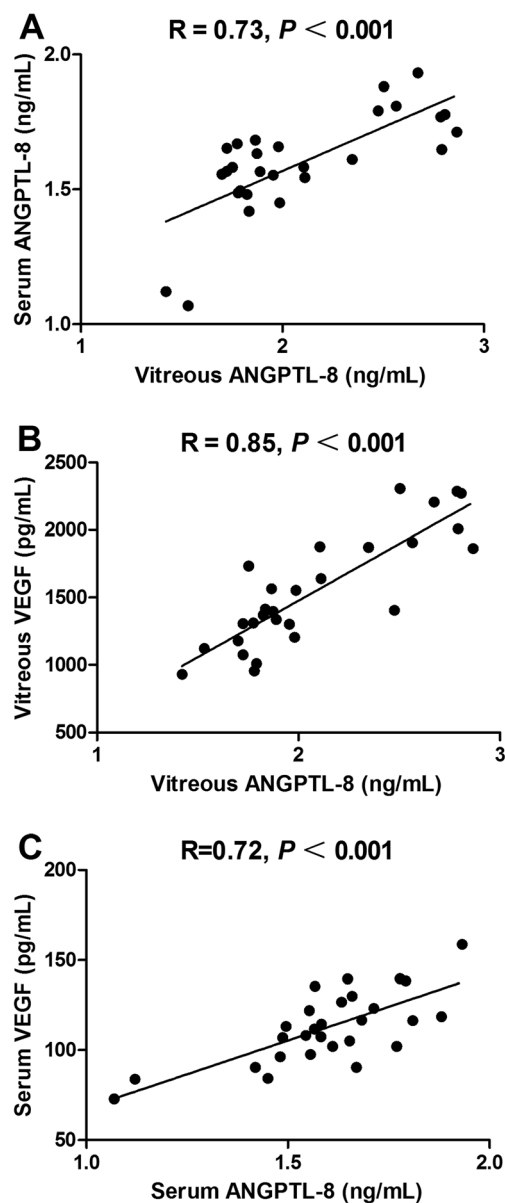 A
R = 0.73, P < 0.001
Serum ANGPTL-8 (ng/mL)
2.0
1.5
1.0
1
2
3
Vitreous ANGPTL-8 (ng/mL)
B
R = 0.85, P < 0.001
Vitreous VEGF (pg/mL)
2500
2000
1500
1000
500
1
2
3
Vitreous ANGPTL-8 (ng/mL)
C
R=0.72, P < 0.001
Serum VEGF (pg/mL)
200
150
100
50
1.0
1.5
2.0
Serum ANGPTL-8 (ng/mL)